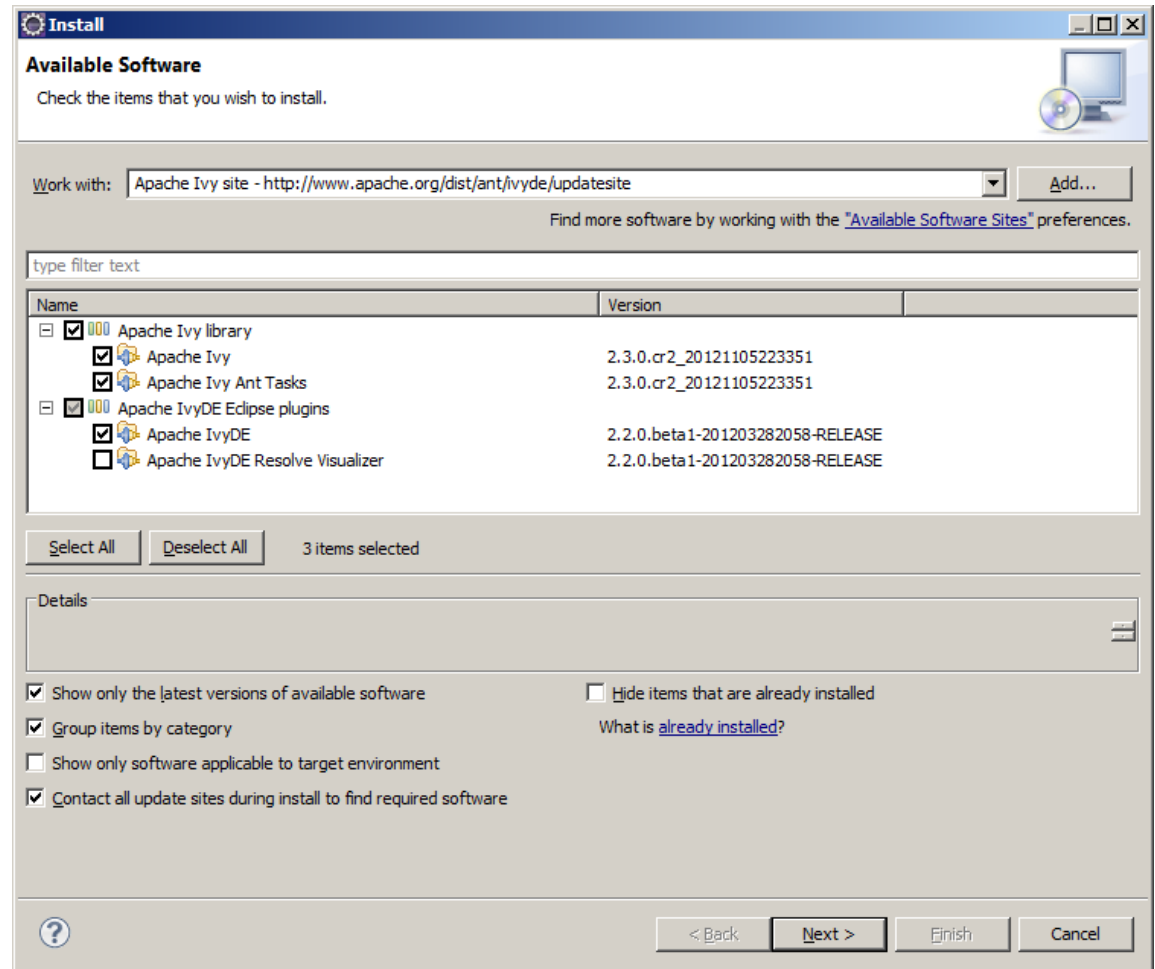 Install
Available Software
Check the items that you wish to install.
Work with: Apache Ivy site - http://www.apache.org/dist/ant/ivyde/updatesite Add...
Find more software by working with the "Available Software Sites" preferences.
type filter text
Name Version
Apache Ivy library
Apache Ivy 2.3.0.cr2_20121105223351
Apache Ivy Ant Tasks 2.3.0.cr2_20121105223351
Apache IvyDE Eclipse plugins
Apache IvyDE 2.2.0.beta1-201203282058-RELEASE
Apache IvyDE Resolve Visualizer 2.2.0.beta1-201203282058-RELEASE
Select All Deselect All 3 items selected
Details
Show only the latest versions of available software Hide items that are already installed
Group items by category What is already installed?
Show only software applicable to target environment
Contact all update sites during install to find required software
? < Back Next > Finish Cancel